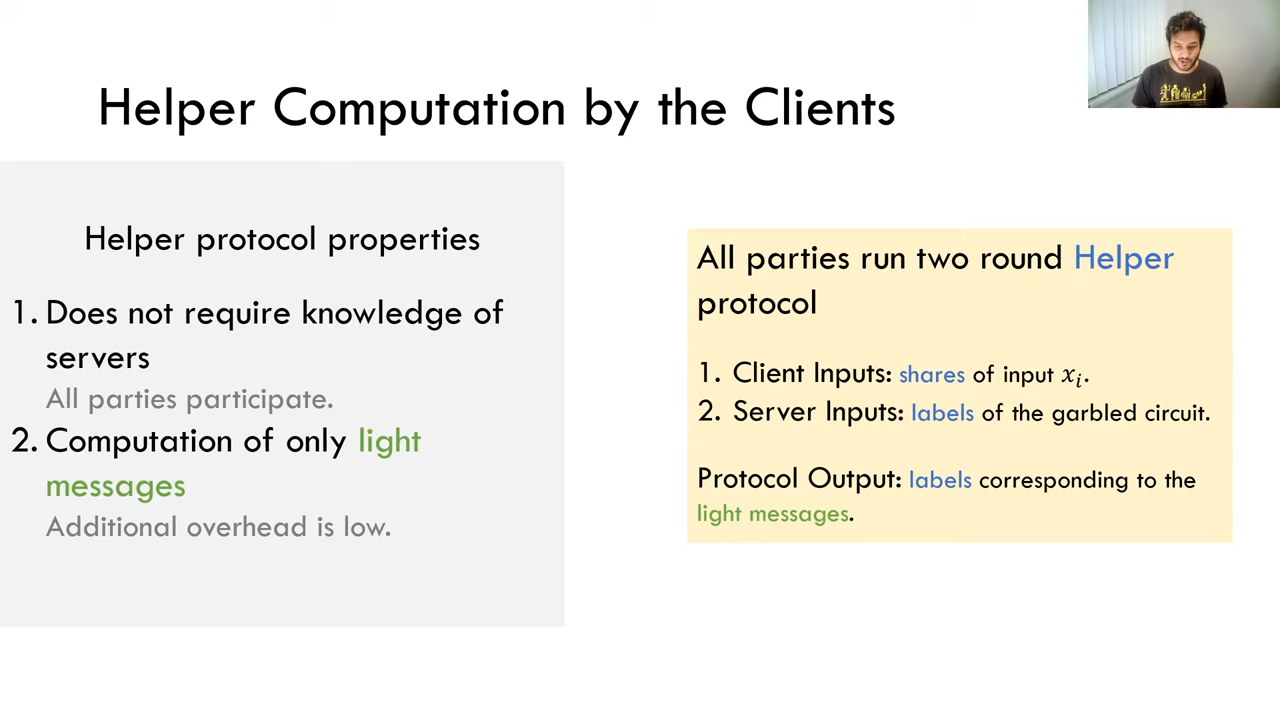 Helper Computation by the Clients
Helper protocol properties
1. Does not require knowledge of
servers
All parties participate.
2. Computation of only light
messages
Additional overhead is low.
All parties run two round Helper
protocol
1. Client Inputs: shares of input xᵢ.
2. Server Inputs: labels of the garbled circuit.
Protocol Output: labels corresponding to the
light messages.